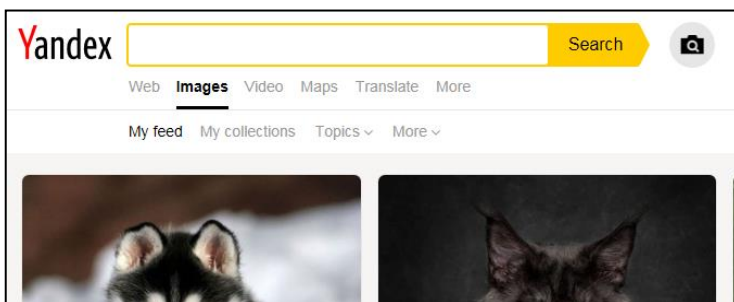 Yandex Search
Web Images Video Maps Translate More
My feed My collections Topics More